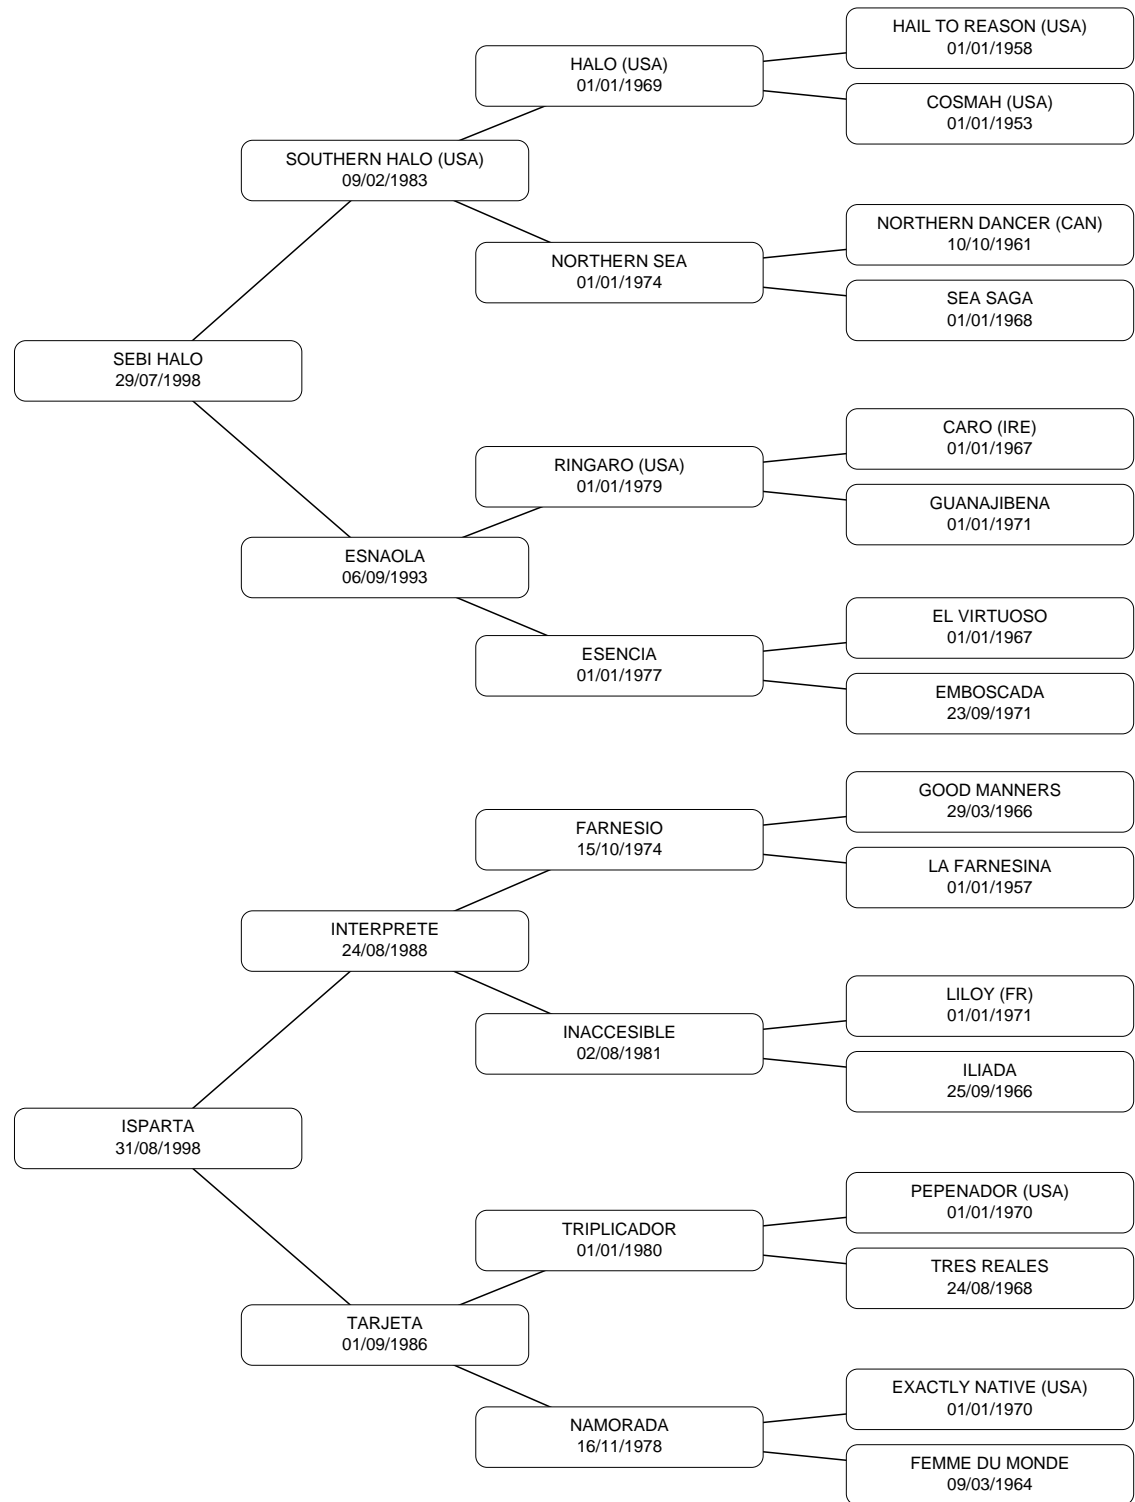 HAIL TO REASON (USA)
01/01/1958
HALO (USA)
01/01/1969
COSMAH (USA)
01/01/1953
SOUTHERN HALO (USA)
09/02/1983
NORTHERN DANCER (CAN)
10/10/1961
NORTHERN SEA
01/01/1974
SEA SAGA
01/01/1968
SEBI HALO
29/07/1998
CARO (IRE)
01/01/1967
RINGARO (USA)
01/01/1979
GUANAJIBENA
01/01/1971
ESNAOLA
06/09/1993
EL VIRTUOSO
01/01/1967
ESENCIA
01/01/1977
EMBOSCADA
23/09/1971
GOOD MANNERS
29/03/1966
FARNESIO
15/10/1974
LA FARNESINA
01/01/1957
INTERPRETE
24/08/1988
LILOY (FR)
01/01/1971
INACCESIBLE
02/08/1981
ILIADA
25/09/1966
ISPARTA
31/08/1998
PEPENADOR (USA)
01/01/1970
TRIPLICADOR
01/01/1980
TRES REALES
24/08/1968
TARJETA
01/09/1986
EXACTLY NATIVE (USA)
01/01/1970
NAMORADA
16/11/1978
FEMME DU MONDE
09/03/1964